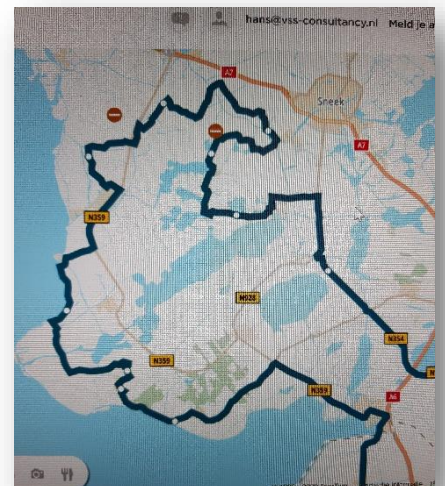 hans@vss-consultancy.nl Meld je a
A7
Sneek
A7
N359
N928
N354
N359
N359
A6